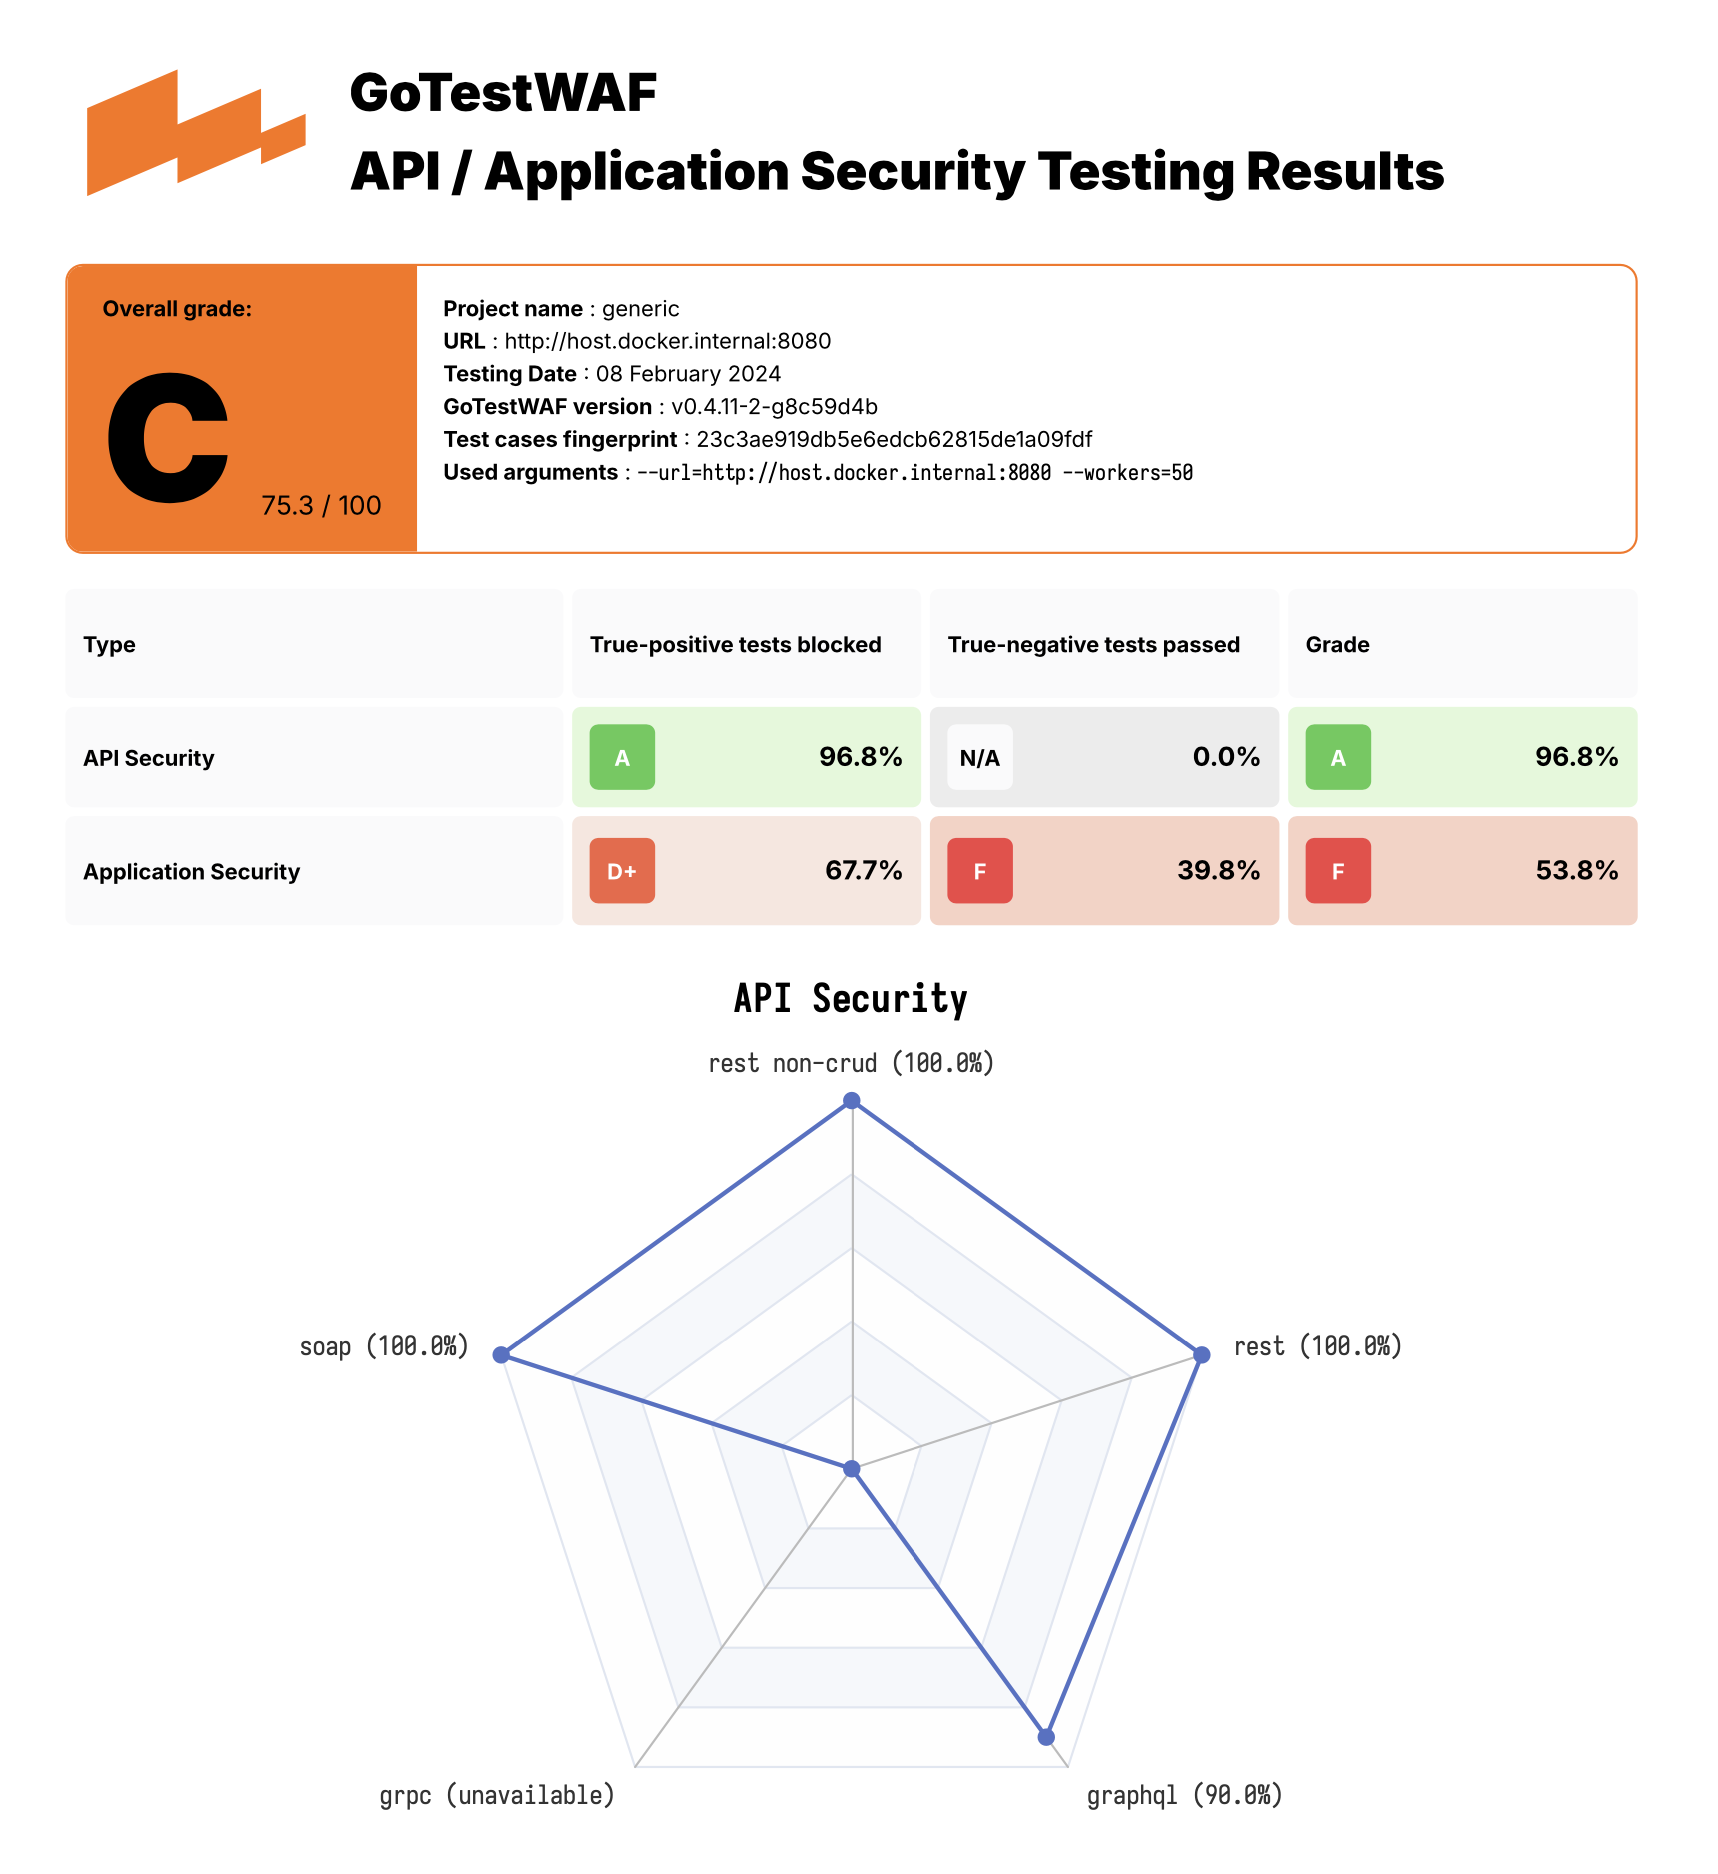 GoTestWAF
API / Application Security Testing Results
Overall grade:
C
75.3 / 100
Project name : generic
URL : http://host.docker.internal:8080
Testing Date : 08 February 2024
GoTestWAF version : v0.4.11-2-g8c59d4b
Test cases fingerprint : 23c3ae919db5e6edcb62815de1a09fdf
Used arguments : --url=http://host.docker.internal:8080 --workers=50
Type True-positive tests blocked True-negative tests passed Grade
API Security A 96.8% N/A 0.0% A 96.8%
Application Security D+ 67.7% F 39.8% F 53.8%
API Security
rest non-crud (100.0%)
soap (100.0%)
rest (100.0%)
grpc (unavailable)
graphql (90.0%)